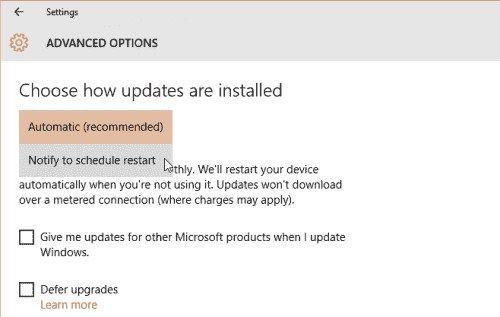 Settings
ADVANCED OPTIONS
Choose how updates are installed
Automatic (recommended)
Notify to schedule restart
thly. We'll restart your device
automatically when you're not using it. Updates won't download
over a metered connection (where charges may apply).
Give me updates for other Microsoft products when I update
Windows.
Defer upgrades
Learn more